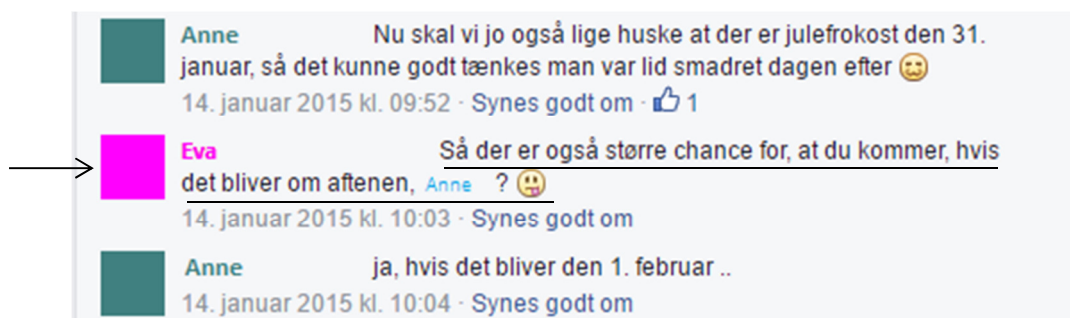 Anne Nu skal vi jo også lige huske at der er julefrokost den 31.
januar, så det kunne godt tænkes man var lid smadret dagen efter
14. januar 2015 kl. 09:52 · Synes godt om · 1
Eva Så der er også større chance for, at du kommer, hvis
det bliver om aftenen, Anne ?
14. januar 2015 kl. 10:03 · Synes godt om
Anne ja, hvis det bliver den 1. februar ..
14. januar 2015 kl. 10:04 · Synes godt om